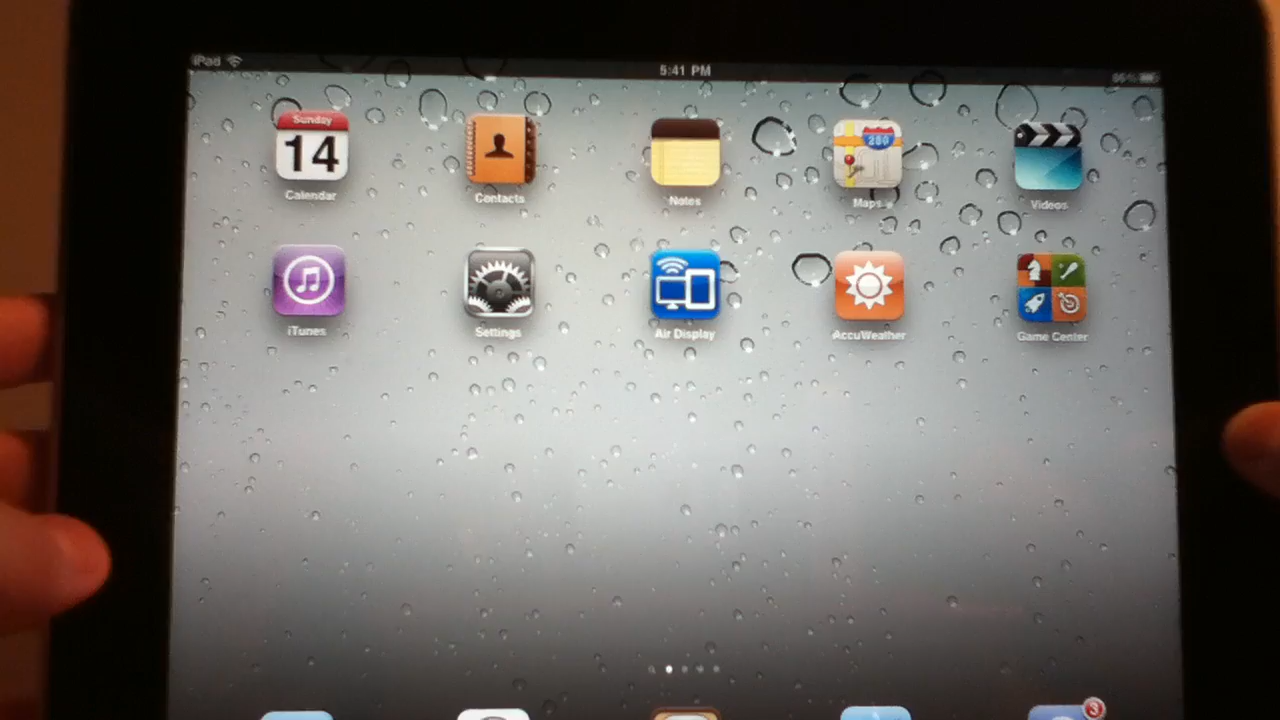 iPad
5:41 PM
Sunday
14
280
Calendar
Contacts
Notes
Maps
Videos
iTunes
Settings
Air Display
AccuWeather
Game Center
3